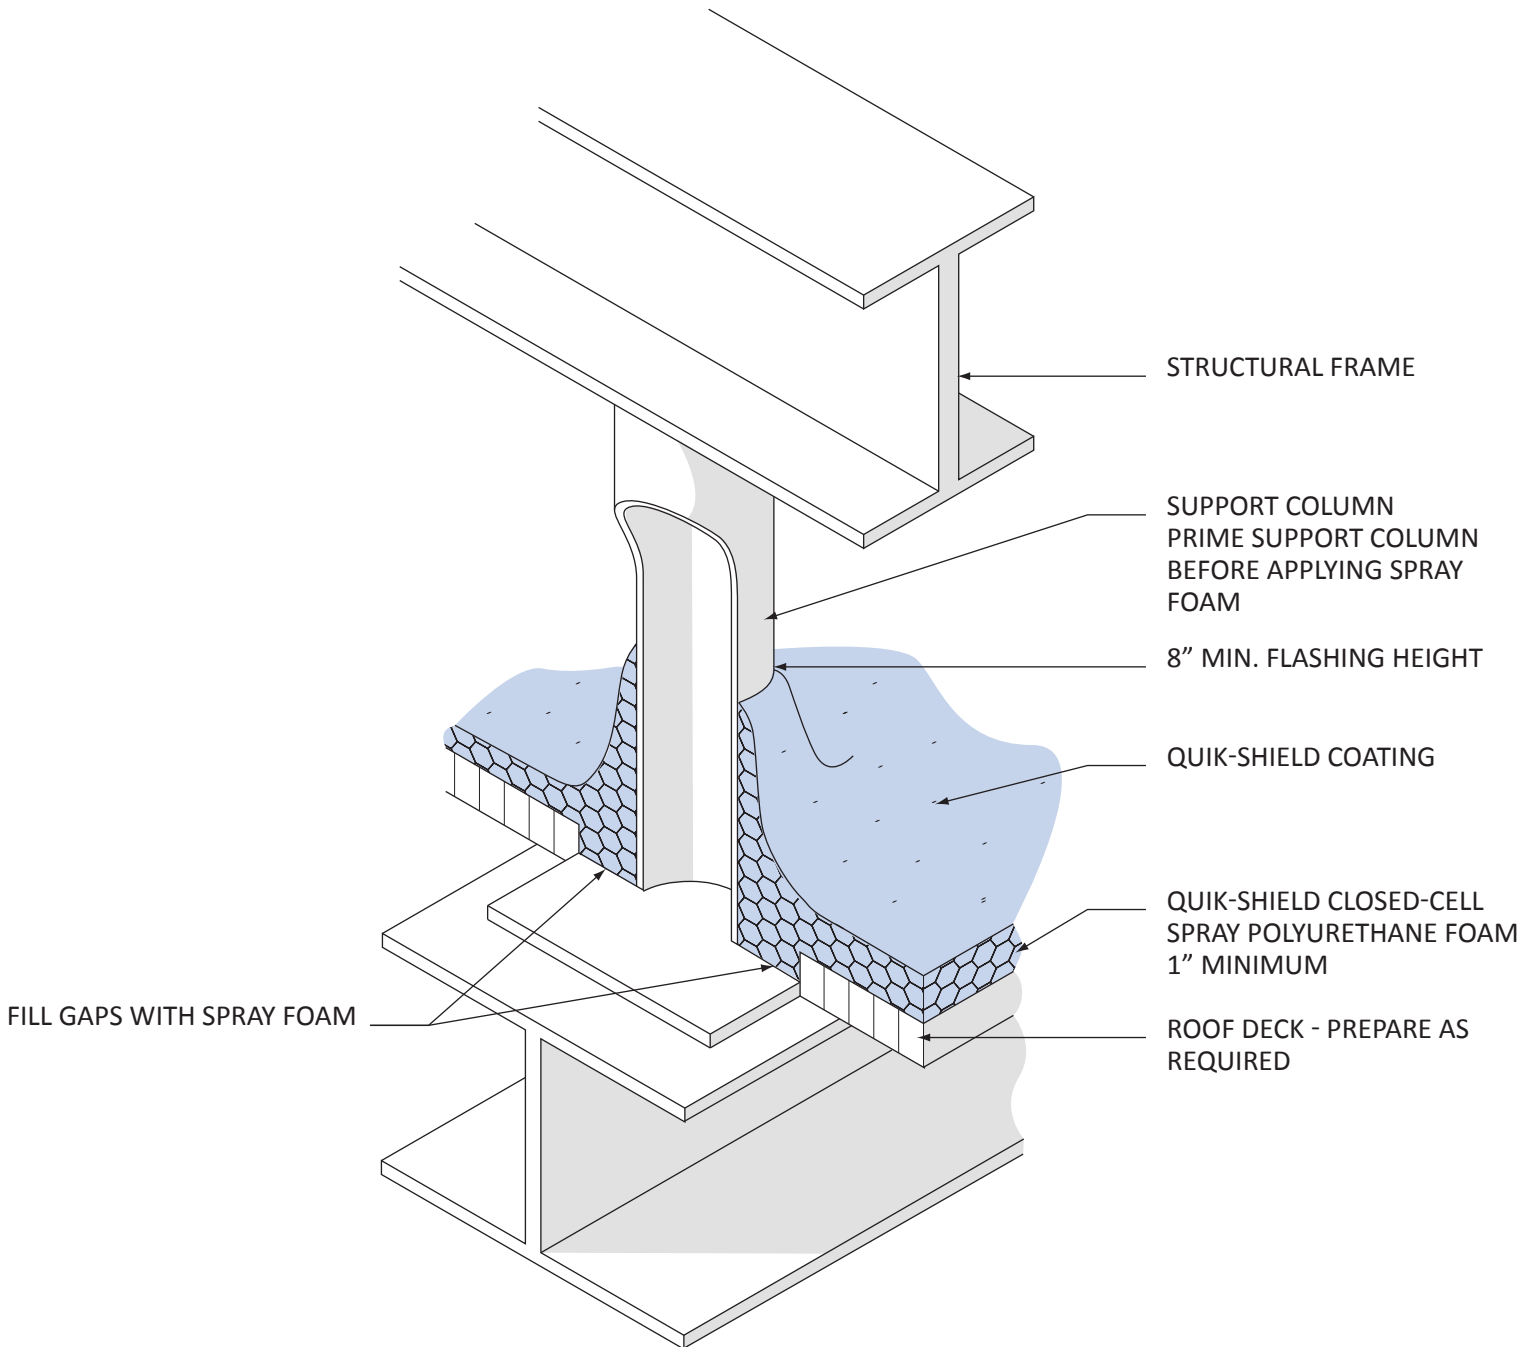 STRUCTURAL FRAME
SUPPORT COLUMN
PRIME SUPPORT COLUMN
BEFORE APPLYING SPRAY
FOAM
8” MIN. FLASHING HEIGHT
QUIK-SHIELD COATING
QUIK-SHIELD CLOSED-CELL
SPRAY POLYURETHANE FOAM
1” MINIMUM
FILL GAPS WITH SPRAY FOAM
ROOF DECK - PREPARE AS
REQUIRED